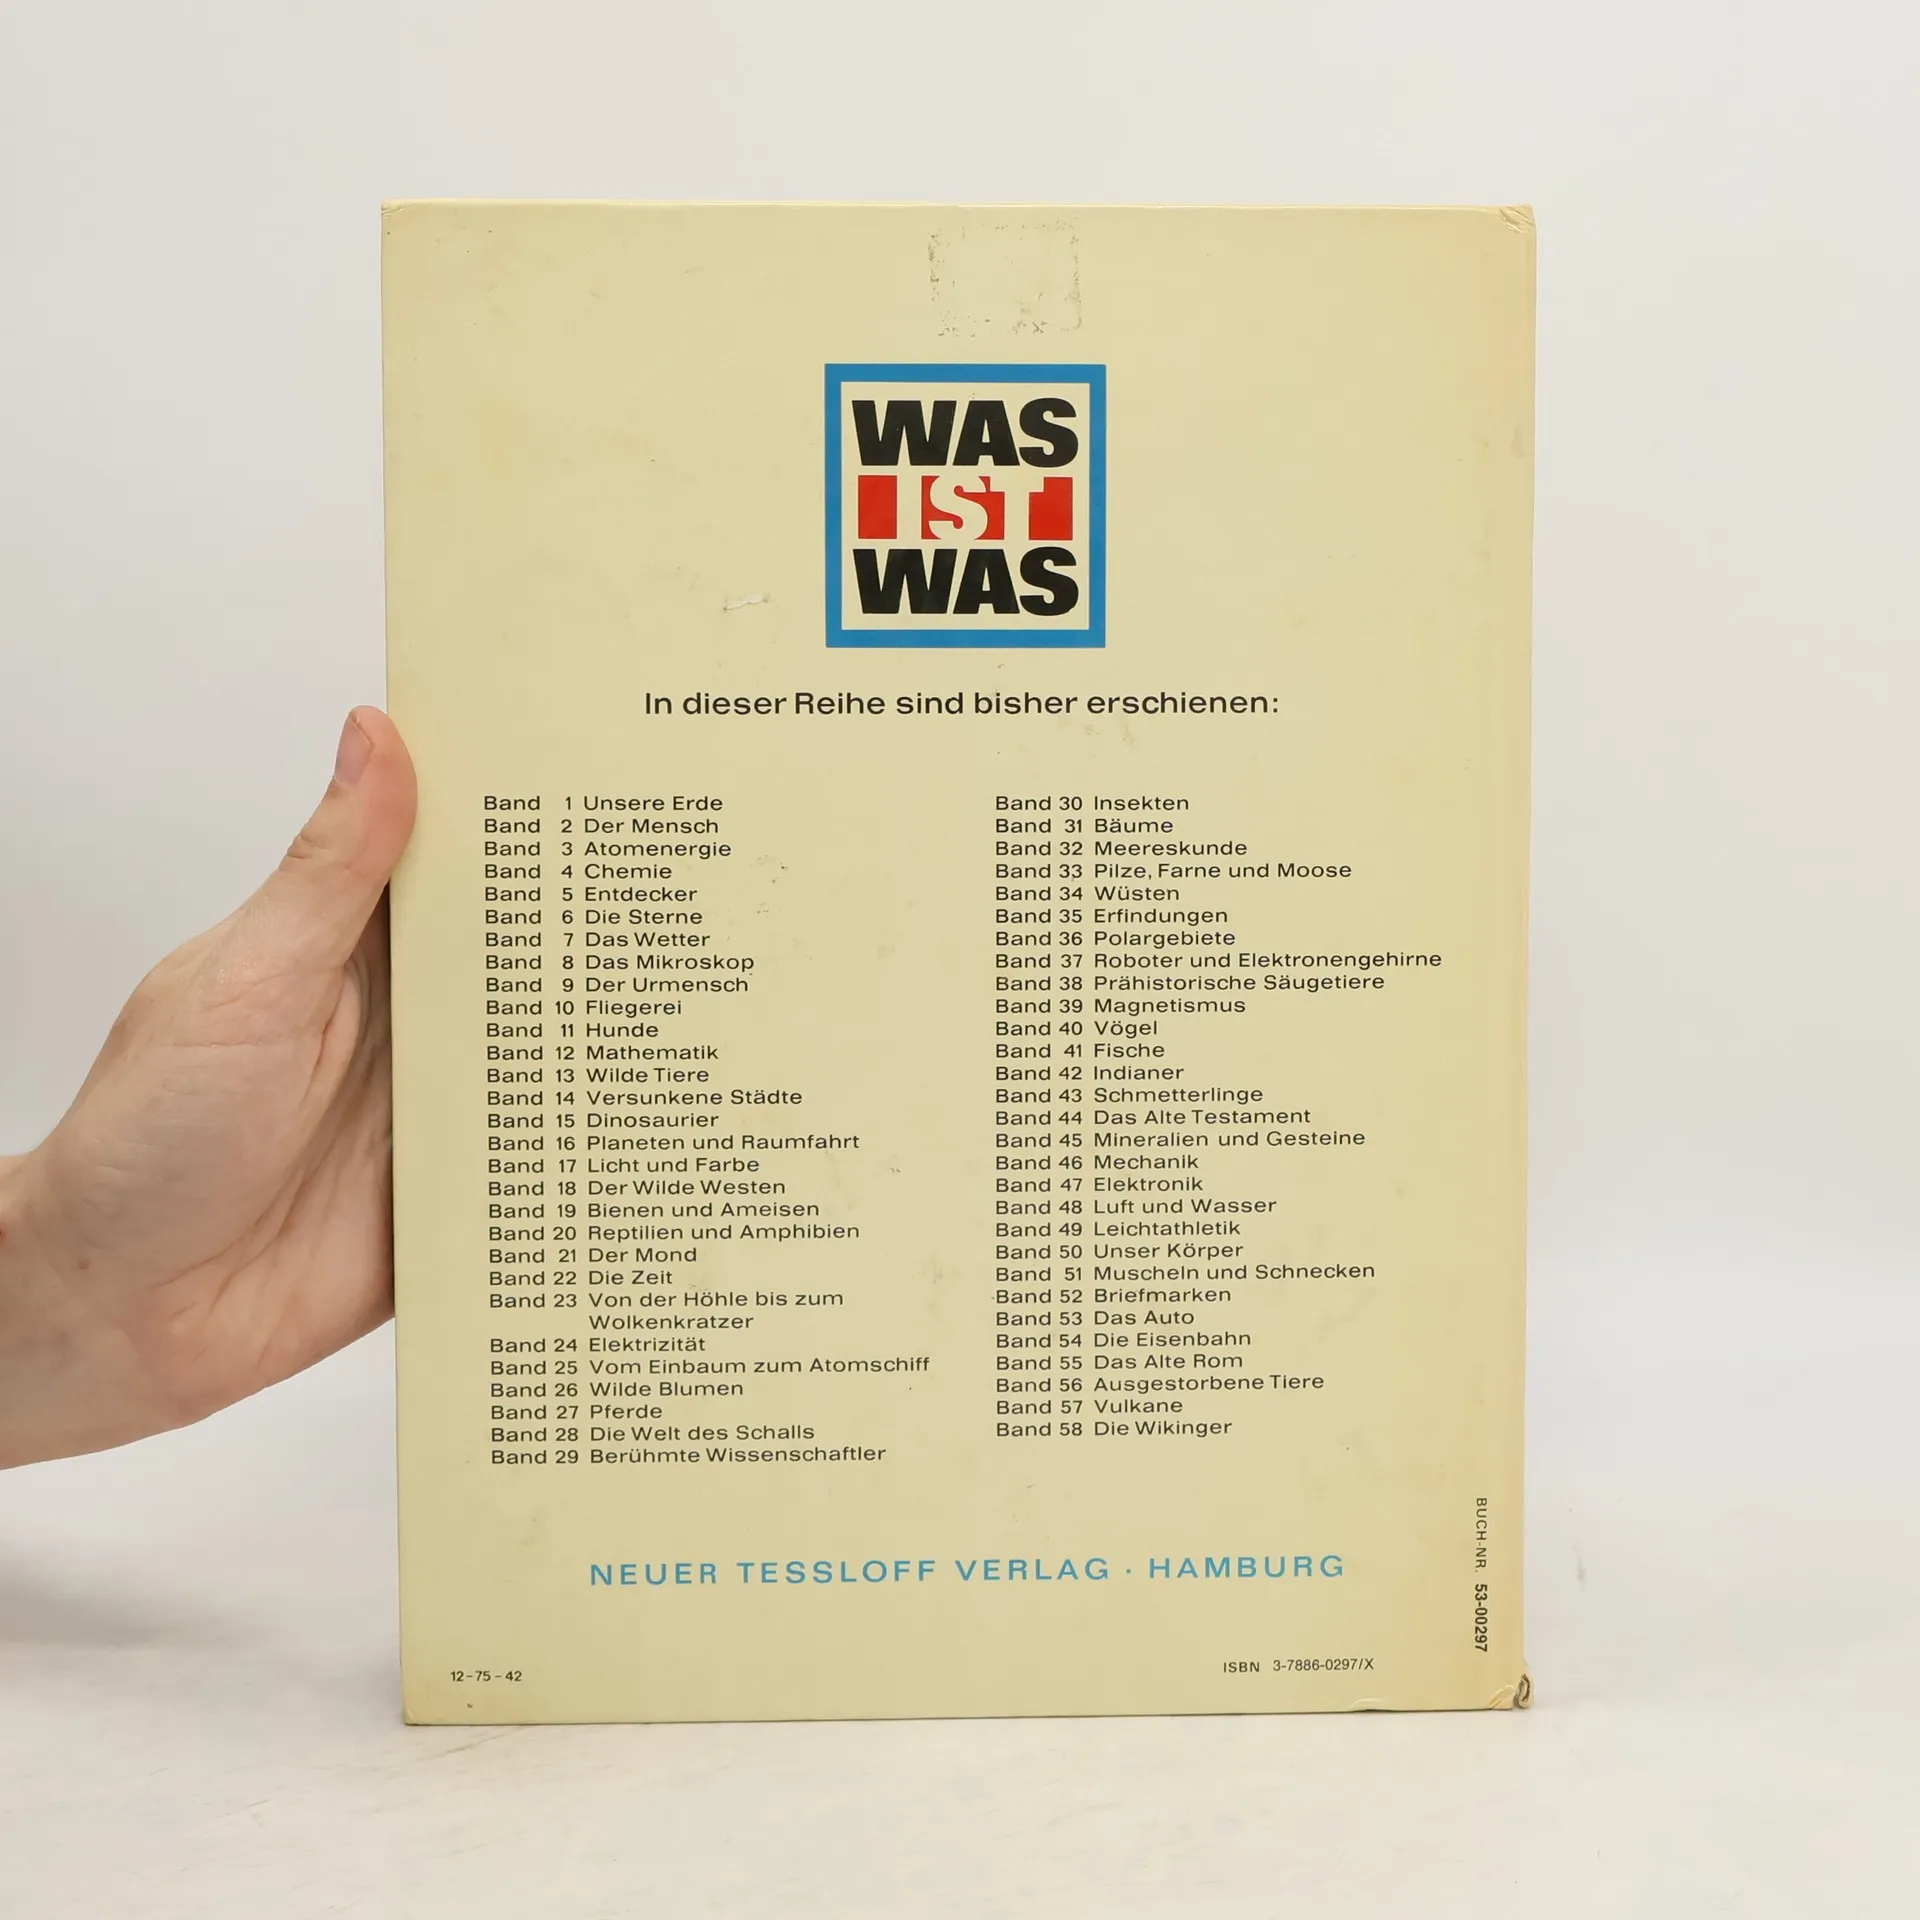 WAS
IST
WAS
In dieser Reihe sind bisher erschienen:
Band 1 Unsere Erde
Band 2 Der Mensch
Band 3 Atomenergie
Band 4 Chemie
Band 5 Entdecker
Band 6 Die Sterne
Band 7 Das Wetter
Band 8 Das Mikroskop
Band 9 Der Urmensch
Band 10 Fliegerei
Band 11 Hunde
Band 12 Mathematik
Band 13 Wilde Tiere
Band 14 Versunkene Städte
Band 15 Dinosaurier
Band 16 Planeten und Raumfahrt
Band 17 Licht und Farbe
Band 18 Der Wilde Westen
Band 19 Bienen und Ameisen
Band 20 Reptilien und Amphibien
Band 21 Der Mond
Band 22 Die Zeit
Band 23 Von der Höhle bis zum
Wolkenkratzer
Band 24 Elektrizität
Band 25 Vom Einbaum zum Atomschiff
Band 26 Wilde Blumen
Band 27 Pferde
Band 28 Die Welt des Schalls
Band 29 Berühmte Wissenschaftler
Band 30 Insekten
Band 31 Bäume
Band 32 Meereskunde
Band 33 Pilze, Farne und Moose
Band 34 Wüsten
Band 35 Erfindungen
Band 36 Polargebiete
Band 37 Roboter und Elektronengehirne
Band 38 Prähistorische Säugetiere
Band 39 Magnetismus
Band 40 Vögel
Band 41 Fische
Band 42 Indianer
Band 43 Schmetterlinge
Band 44 Das Alte Testament
Band 45 Mineralien und Gesteine
Band 46 Mechanik
Band 47 Elektronik
Band 48 Luft und Wasser
Band 49 Leichtathletik
Band 50 Unser Körper
Band 51 Muscheln und Schnecken
Band 52 Briefmarken
Band 53 Das Auto
Band 54 Die Eisenbahn
Band 55 Das Alte Rom
Band 56 Ausgestorbene Tiere
Band 57 Vulkane
Band 58 Die Wikinger
NEUER TESSLOFF VERLAG · HAMBURG
BUCH-NR. 53-00297
12-75-42
ISBN 3-7886-0297/X